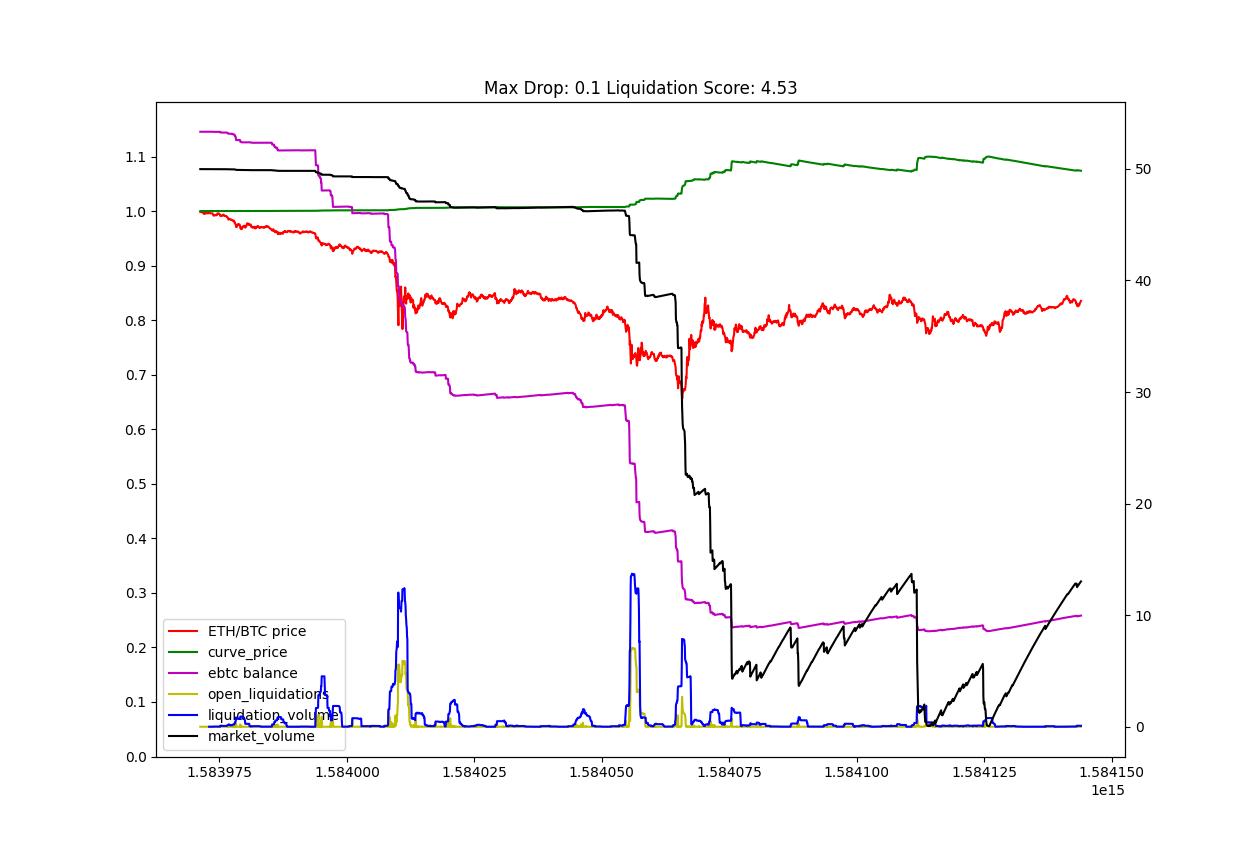 Max Drop: 0.1 Liquidation Score: 4.53
1.1
1.0
0.9
0.8
0.7
0.6
0.5
0.4
0.3
0.2
0.1
0.0
50
40
30
20
10
0
ETH/BTC price
curve_price
ebtc balance
open_liquidations
liquidation_volume
market_volume
1.583975 1.584000 1.584025 1.584050 1.584075 1.584100 1.584125 1.584150
1e15